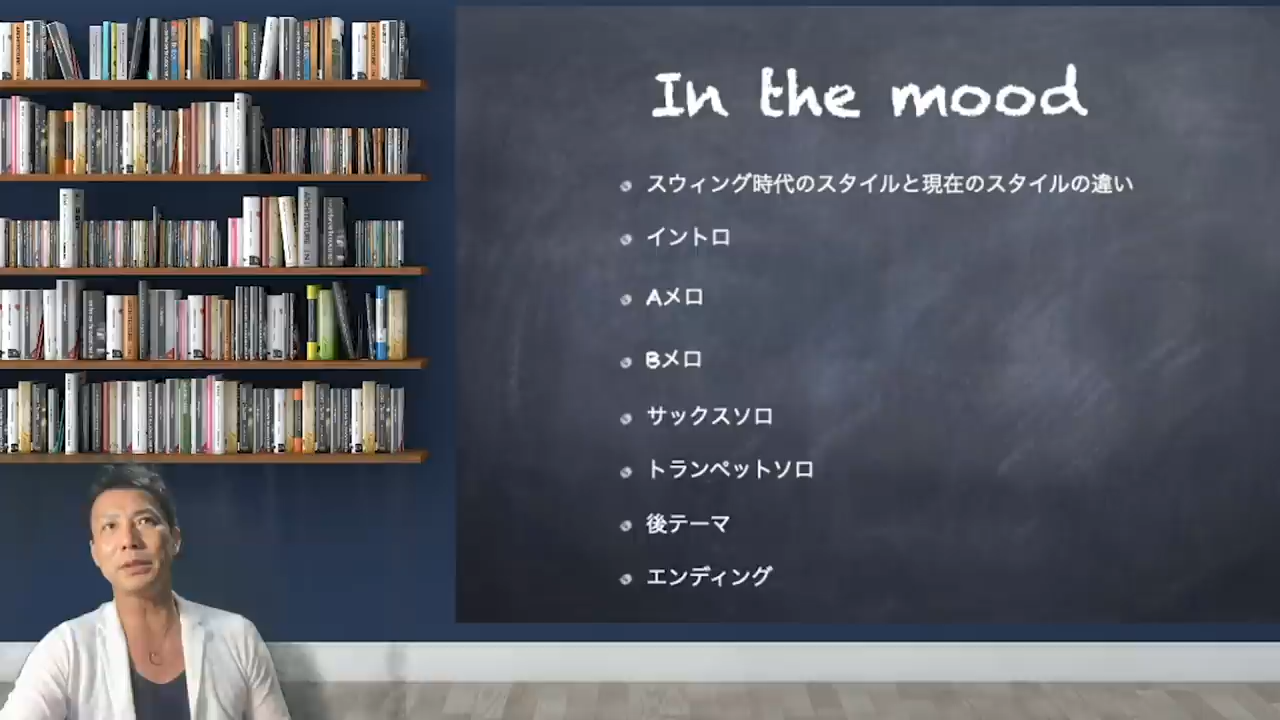 In the mood
スウィング時代のスタイルと現在のスタイルの違い
イントロ
Aメロ
Bメロ
サックスソロ
トランペットソロ
後テーマ
エンディング